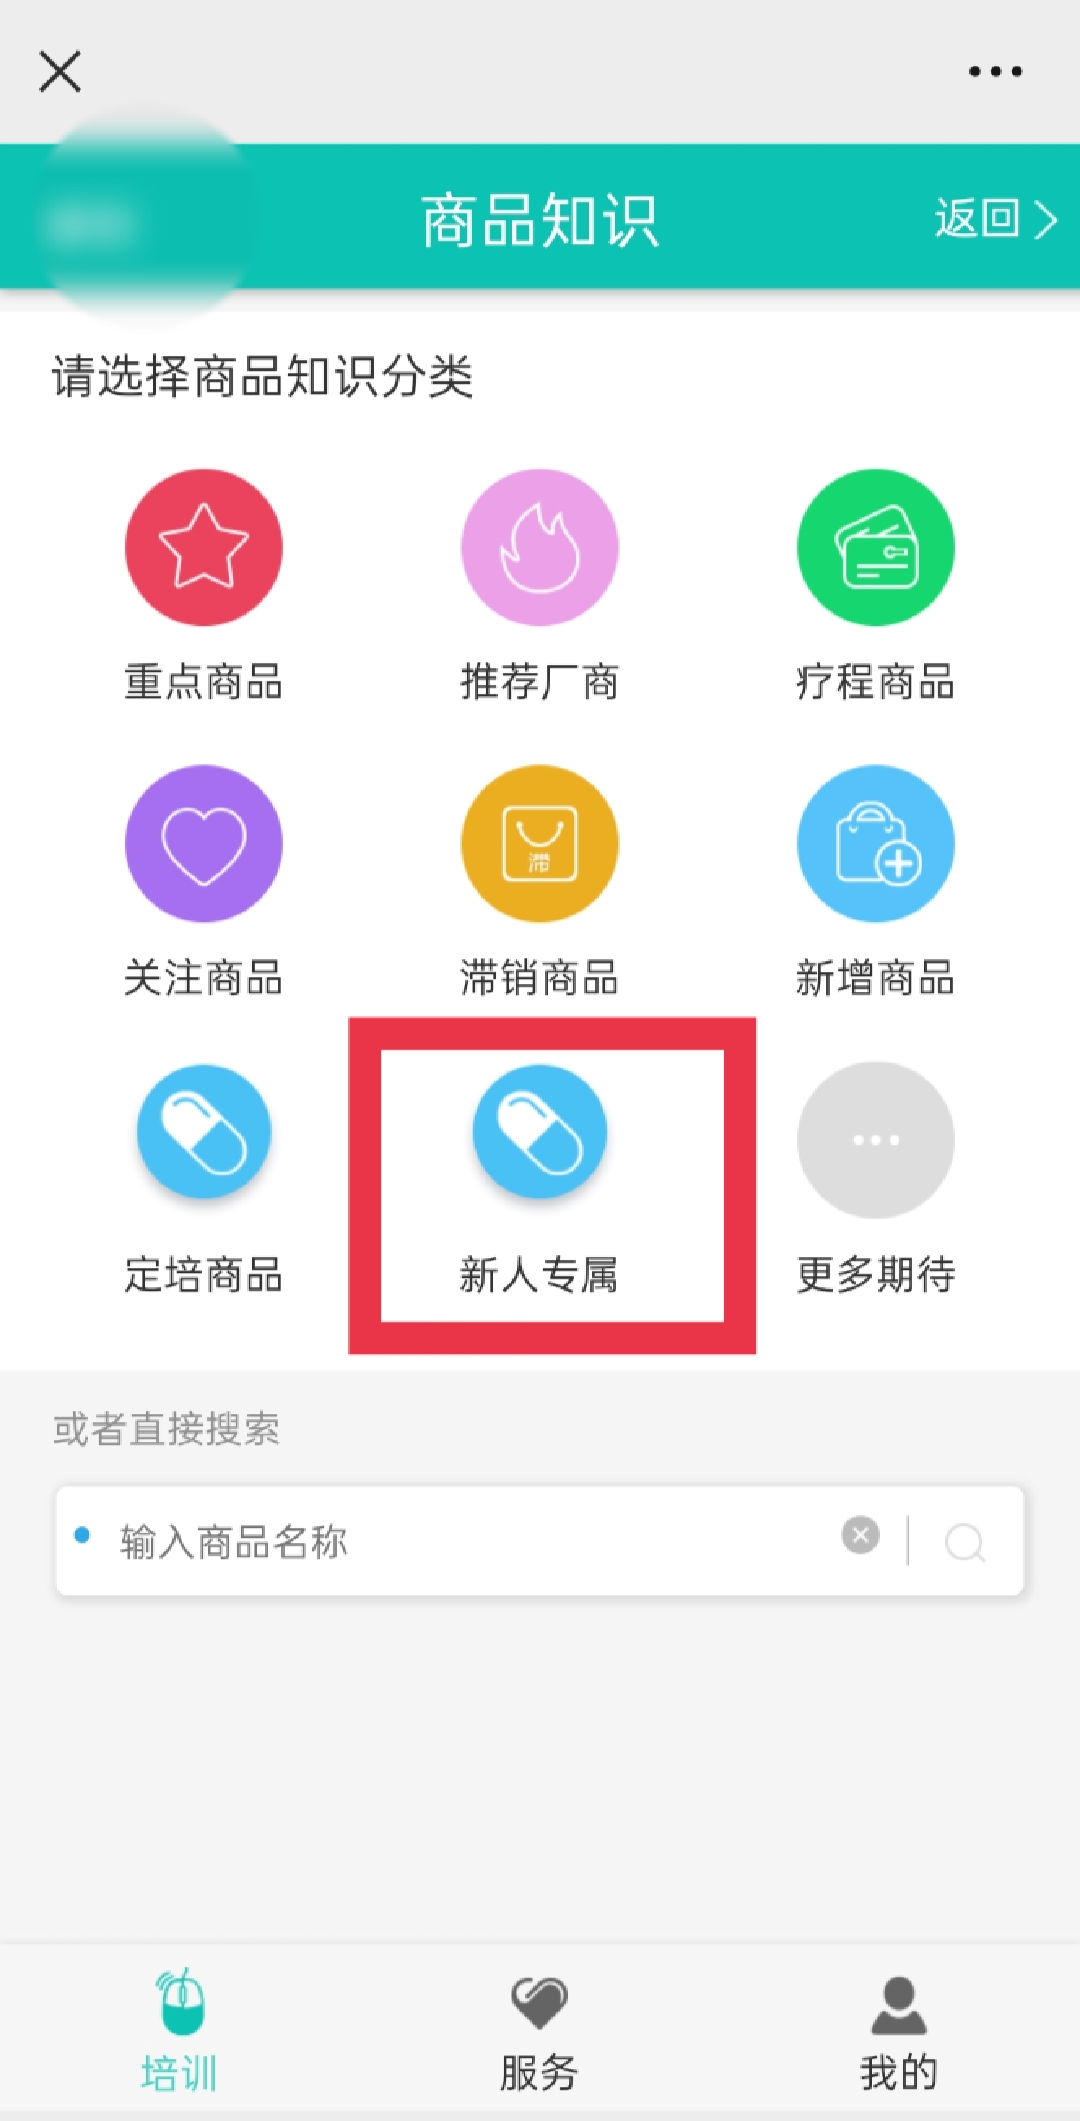 商品知识
返回
请选择商品知识分类
重点商品
推荐厂商
疗程商品
滞
关注商品
滞销商品
新增商品
定培商品
新人专属
更多期待
或者直接搜索
输入商品名称
培训
服务
我的